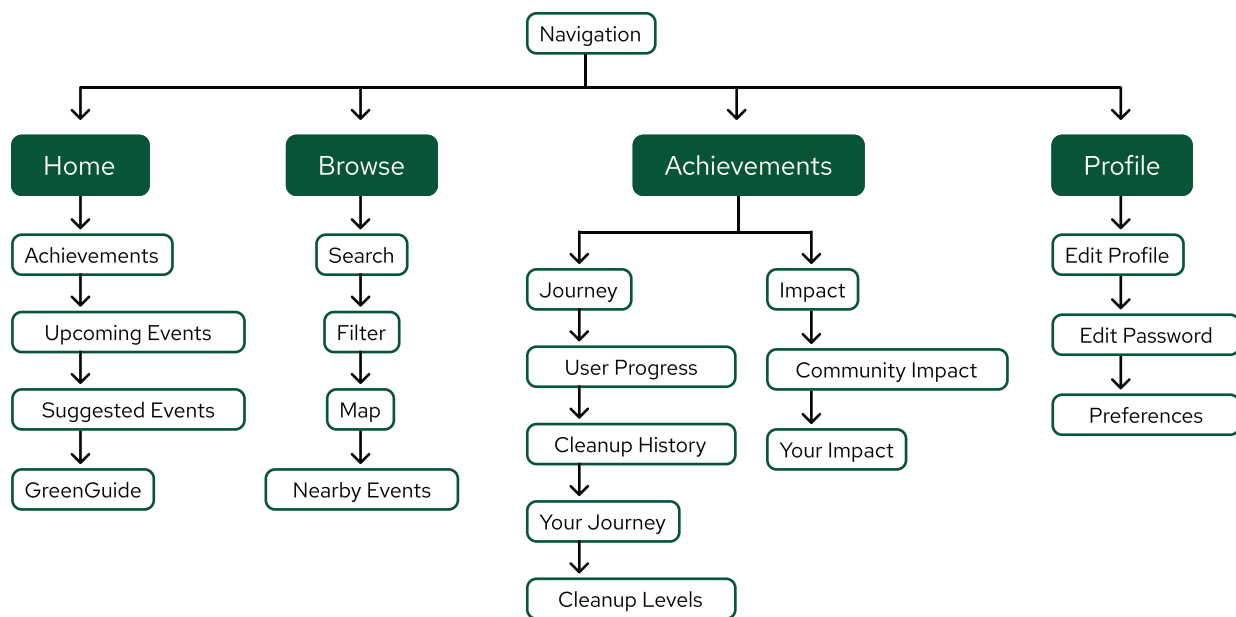 Navigation
Home
Browse
Achievements
Profile
Achievements
Upcoming Events
Suggested Events
GreenGuide
Search
Filter
Map
Nearby Events
Journey
User Progress
Cleanup History
Your Journey
Cleanup Levels
Impact
Community Impact
Your Impact
Edit Profile
Edit Password
Preferences